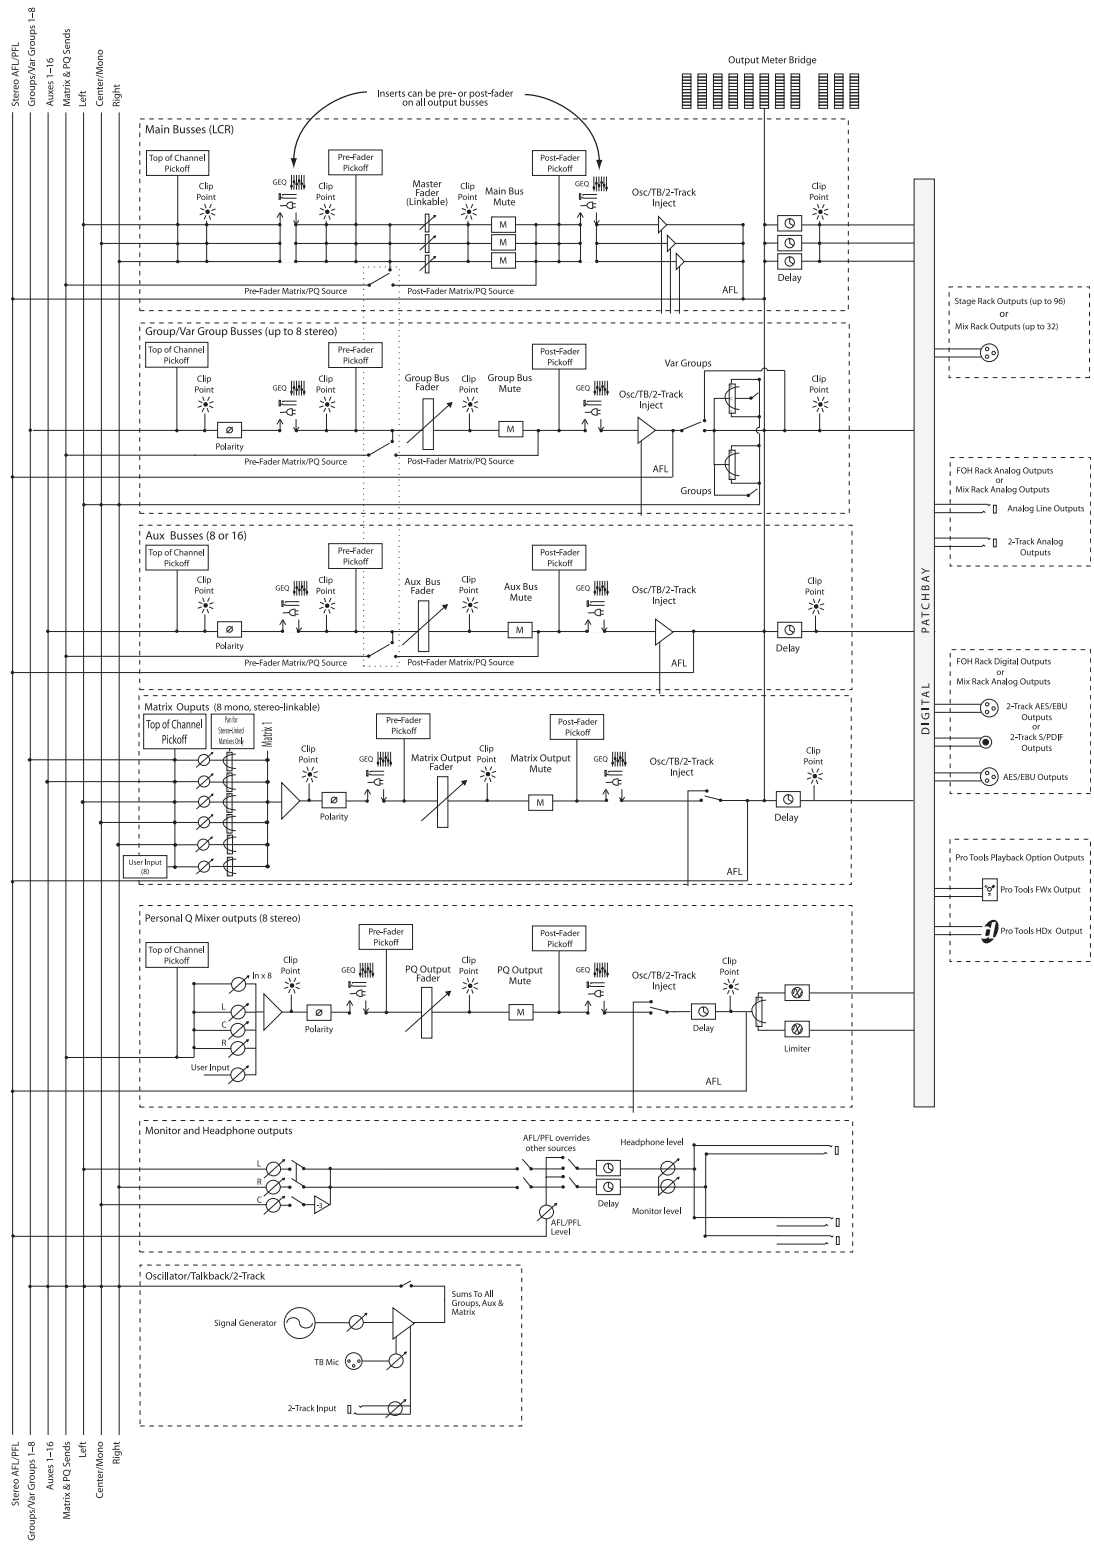 Stereo AFL/PFL
Groups/Var Groups 1–8
Auxes 1–16
Matrix & PQ Sends
Left
Center/Mono
Right
Output Meter Bridge
Inserts can be pre- or post-fader
on all output busses
Main Busses (LCR)
Top of Channel
Pickoff
Clip
Point
GEQ
Clip
Point
Pre-Fader
Pickoff
Master
Fader
(Linkable)
Clip
Point
Main Bus
Mute
M
M
M
Post-Fader
Pickoff
GEQ
Osc/TB/2-Track
Inject
AFL
Clip
Point
Delay
Pre-Fader Matrix/PQ Source
Post-Fader Matrix/PQ Source
Group/Var Group Busses (up to 8 stereo)
Top of Channel
Pickoff
Clip
Point
Ø
Polarity
GEQ
Clip
Point
Pre-Fader
Pickoff
Group Bus
Fader
Clip
Point
Group Bus
Mute
M
Post-Fader
Pickoff
GEQ
Osc/TB/2-Track
Inject
AFL
Var Groups
Groups
Clip
Point
Pre-Fader Matrix/PQ Source
Post-Fader Matrix/PQ Source
Aux Busses (8 or 16)
Top of Channel
Pickoff
Clip
Point
Ø
Polarity
GEQ
Clip
Point
Pre-Fader
Pickoff
Aux Bus
Fader
Clip
Point
Aux Bus
Mute
M
Post-Fader
Pickoff
GEQ
Osc/TB/2-Track
Inject
AFL
Clip
Point
Delay
Pre-Fader Matrix/PQ Source
Post-Fader Matrix/PQ Source
Matrix Ouputs (8 mono, stereo-linkable)
Top of Channel
Pickoff
Pan for
Stereo-Linked
Matrixes Only
Matrix 1
User Input
(8)
Clip
Point
Ø
Polarity
GEQ
Pre-Fader
Pickoff
Matrix Output
Fader
Clip
Point
Matrix Output
Mute
M
Post-Fader
Pickoff
GEQ
Osc/TB/2-Track
Inject
AFL
Clip
Point
Delay
Personal Q Mixer outputs (8 stereo)
Top of Channel
Pickoff
In x 8
L
C
R
User Input
Clip
Point
Ø
Polarity
GEQ
Pre-Fader
Pickoff
PQ Output
Fader
Clip
Point
PQ Output
Mute
M
Post-Fader
Pickoff
GEQ
Osc/TB/2-Track
Inject
Delay
Clip
Point
Limiter
AFL
Monitor and Headphone outputs
L
R
C
-3
AFL/PFL overrides
other sources
AFL/PFL
Level
Delay
Headphone level
Monitor level
Oscillator/Talkback/2-Track
Sums To All
Groups, Aux &
Matrix
Signal Generator
TB Mic
2-Track Input
DIGITAL PATCHBAY
Stage Rack Outputs (up to 96)
or
Mix Rack Outputs (up to 32)
FOH Rack Analog Outputs
or
Mix Rack Analog Outputs
Analog Line Outputs
2-Track Analog
Outputs
FOH Rack Digital Outputs
or
Mix Rack Analog Outputs
2-Track AES/EBU
Outputs
or
2-Track S/PDIF
Outputs
AES/EBU Outputs
Pro Tools Playback Option Outputs
Pro Tools FWx Output
Pro Tools HDx Output
Stereo AFL/PFL
Groups/Var Groups 1–8
Auxes 1–16
Matrix & PQ Sends
Left
Center/Mono
Right